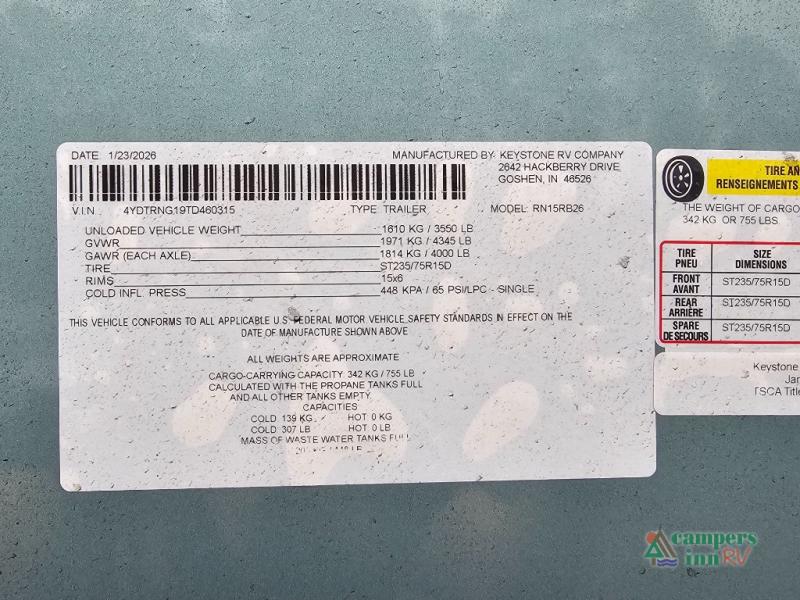 DATE 1/23/2026
MANUFACTURED BY: KEYSTONE RV COMPANY
2642 HACKBERRY DRIVE
GOSHEN, IN 46526
V.I.N. 4YDTRNG19TD460315 TYPE TRAILER MODEL: RN15RB26
UNLOADED VEHICLE WEIGHT 1610 KG / 3550 LB
GVWR 1971 KG / 4345 LB
GAWR (EACH AXLE) 1814 KG / 4000 LB
TIRE ST235/75R15D
RIMS 15x6
COLD INFL. PRESS 448 KPA / 65 PSI/LPC - SINGLE
THIS VEHICLE CONFORMS TO ALL APPLICABLE U.S. FEDERAL MOTOR VEHICLE SAFETY STANDARDS IN EFFECT ON THE
DATE OF MANUFACTURE SHOWN ABOVE
ALL WEIGHTS ARE APPROXIMATE
CARGO-CARRYING CAPACITY: 342 KG / 755 LB
CALCULATED WITH THE PROPANE TANKS FULL
AND ALL OTHER TANKS EMPTY.
CAPACITIES
COLD 139 KG. HOT 0 KG
COLD 307 LB HOT 0 LB
MASS OF WASTE WATER TANKS FULL
TIRE AN
RENSEIGNEMENTS
THE WEIGHT OF CARGO
342 KG OR 755 LBS.
TIRE PNEU SIZE DIMENSIONS
FRONT AVANT ST235/75R15D
REAR ARRIÈRE ST235/75R15D
SPARE DE SECOURS ST235/75R15D
Keystone
Jan
TSCA Title
campers
inn RV